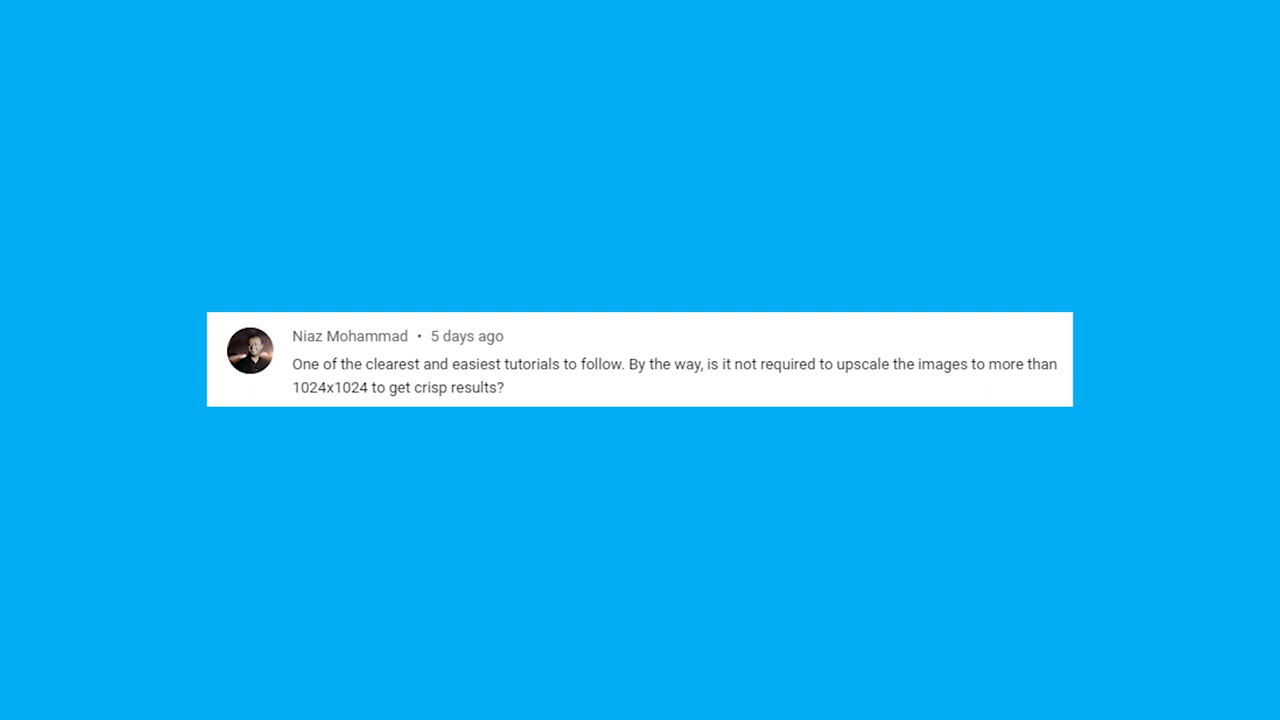 Niaz Mohammad • 5 days ago
One of the clearest and easiest tutorials to follow. By the way, is it not required to upscale the images to more than
1024x1024 to get crisp results?